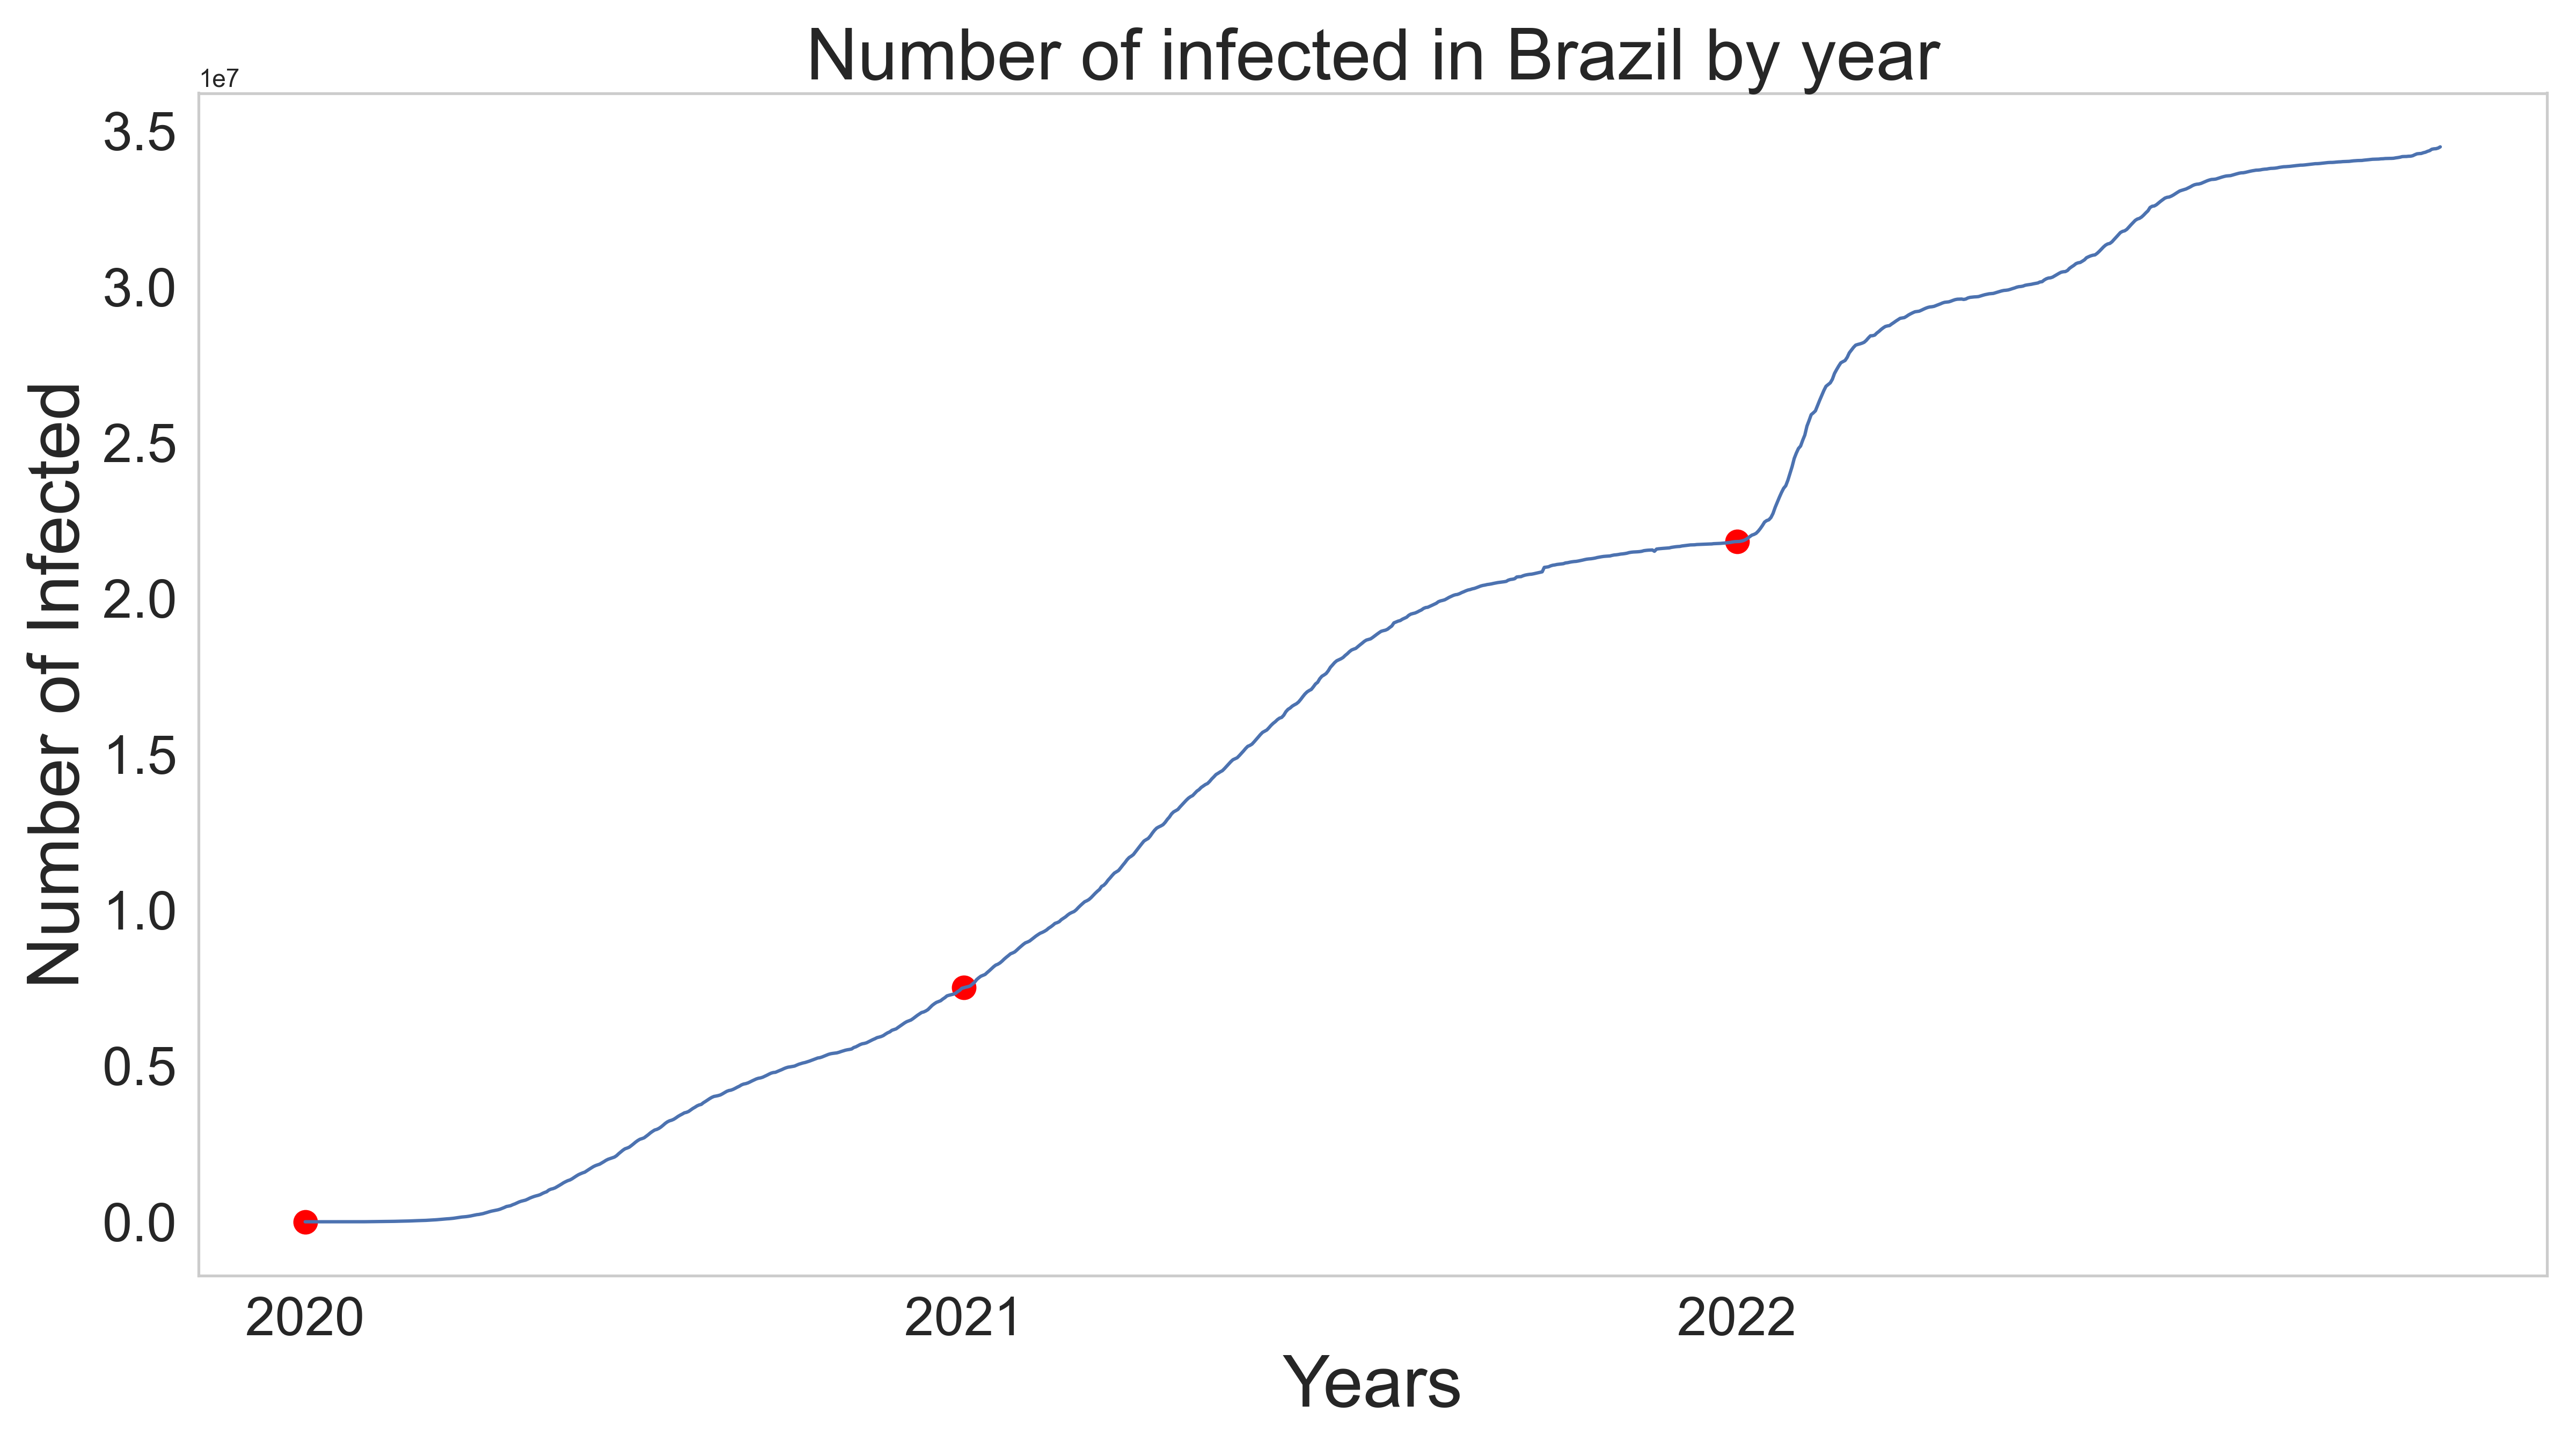 Number of infected in Brazil by year
1e7
3.5
3.0
2.5
2.0
1.5
1.0
0.5
0.0
Number of Infected
2020 2021 2022
Years